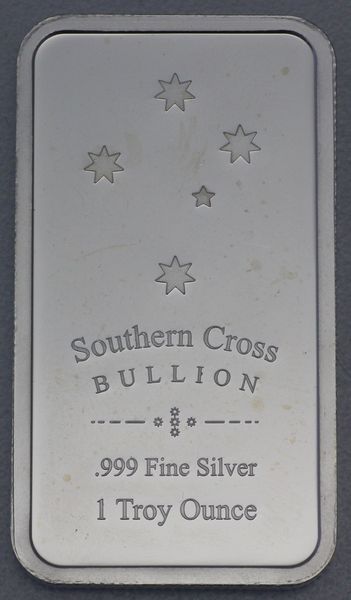 Southern Cross
BULLION
.999 Fine Silver
1 Troy Ounce